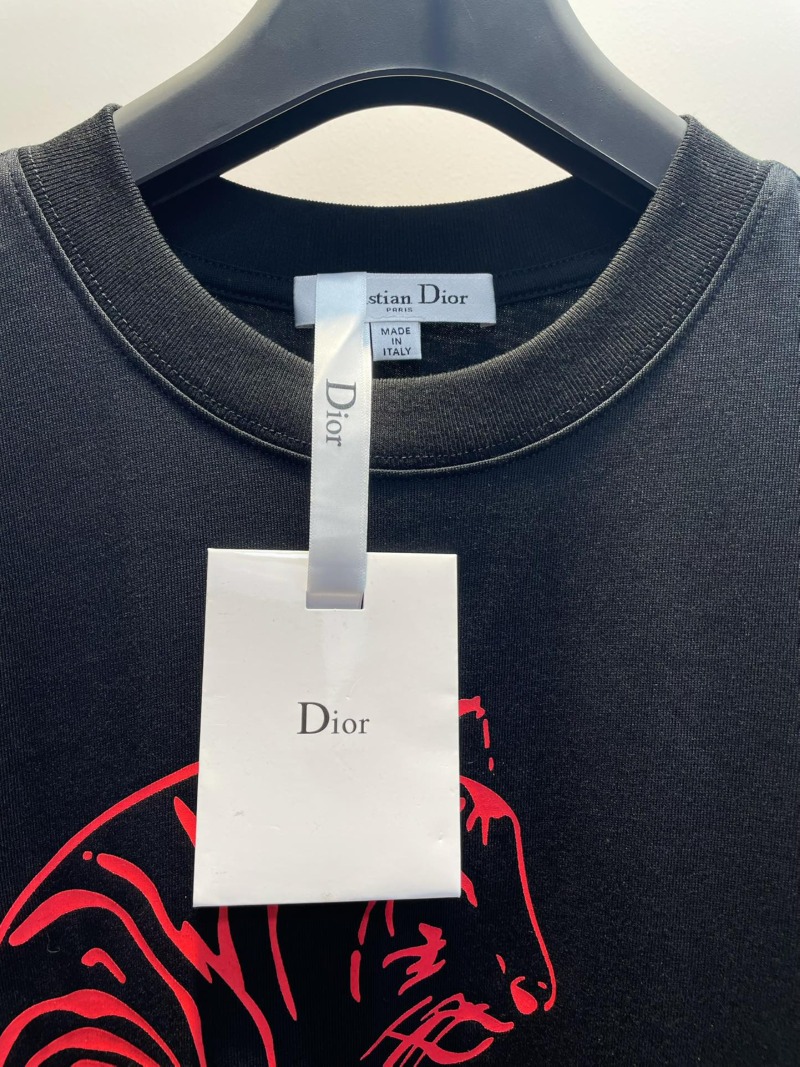 stian Dior
PARIS
MADE
IN
ITALY
Dior
Dior